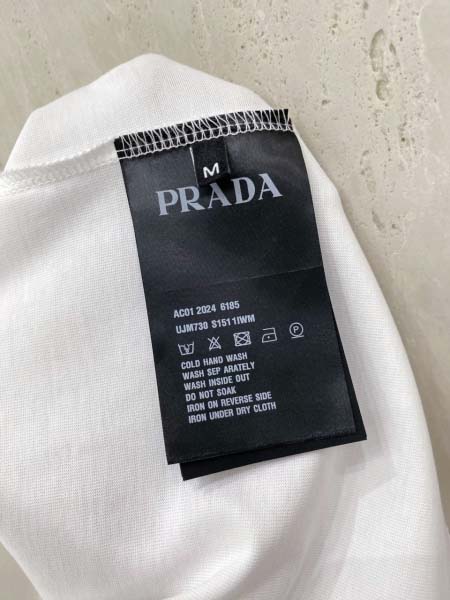 M
PRADA
AC01 2024 6185
UJM730 S1511IWM
P
COLD HAND WASH
WASH SEP ARATELY
WASH INSIDE OUT
DO NOT SOAK
IRON ON REVERSE SIDE
IRON UNDER DRY CLOTH